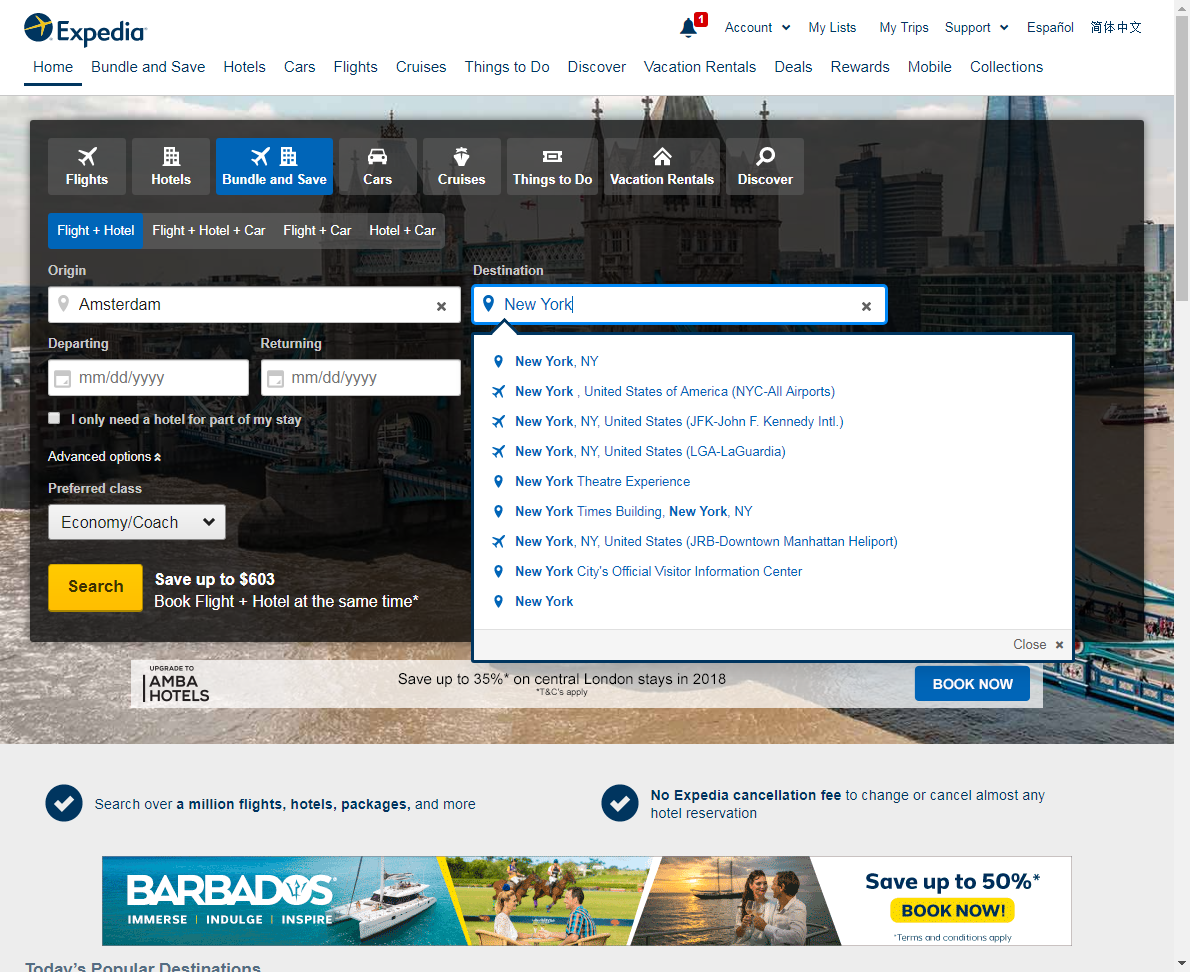 Expedia
1
Account
My Lists
My Trips
Support
Español
简体中文
Home
Bundle and Save
Hotels
Cars
Flights
Cruises
Things to Do
Discover
Vacation Rentals
Deals
Rewards
Mobile
Collections
Flights
Hotels
Bundle and Save
Cars
Cruises
Things to Do
Vacation Rentals
Discover
Flight + Hotel
Flight + Hotel + Car
Flight + Car
Hotel + Car
Origin
Destination
Amsterdam
New York
Departing
Returning
mm/dd/yyyy
mm/dd/yyyy
I only need a hotel for part of my stay
Advanced options
Preferred class
Economy/Coach
Search
Save up to $603
Book Flight + Hotel at the same time*
New York, NY
New York , United States of America (NYC-All Airports)
New York, NY, United States (JFK-John F. Kennedy Intl.)
New York, NY, United States (LGA-LaGuardia)
New York Theatre Experience
New York Times Building, New York, NY
New York, NY, United States (JRB-Downtown Manhattan Heliport)
New York City's Official Visitor Information Center
New York
Close
UPGRADE TO
AMBA
HOTELS
Save up to 35%* on central London stays in 2018
*T&C's apply
BOOK NOW
Search over a million flights, hotels, packages, and more
No Expedia cancellation fee to change or cancel almost any
hotel reservation
BARBADOS
IMMERSE | INDULGE | INSPIRE
Save up to 50%*
BOOK NOW!
*Terms and conditions apply
Today's Popular Destinations